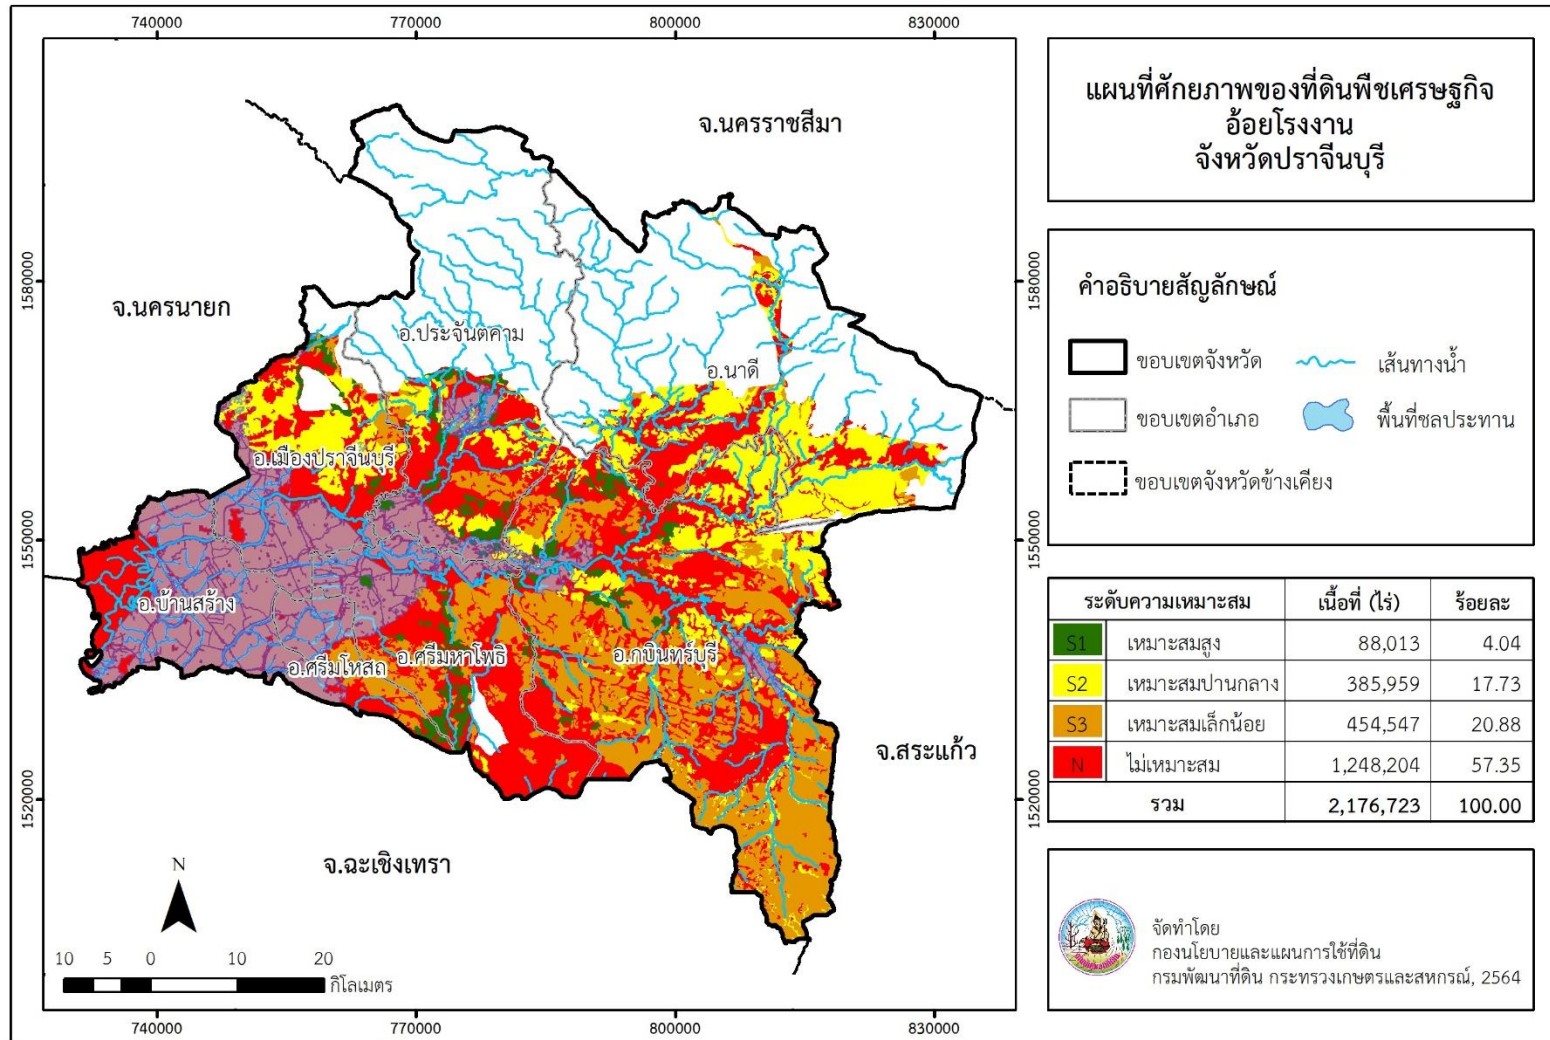 740000 770000 800000 830000
แผนที่ศักยภาพของที่ดินพืชเศรษฐกิจ
อ้อยโรงงาน
จังหวัดปราจีนบุรี
จ.นครราชสีมา
จ.นครนายก
จ.สระแก้ว
จ.ฉะเชิงเทรา
อ.ประจันตคาม
อ.นาดี
อ.เมืองปราจีนบุรี
อ.บ้านสร้าง
อ.ศรีมโหสถ
อ.ศรีมหาโพธิ
อ.กบินทร์บุรี
1580000 1580000
1550000 1550000
1520000 1520000
N
10 5 0 10 20
กิโลเมตร
740000 770000 800000 830000
คำอธิบายสัญลักษณ์
ขอบเขตจังหวัด เส้นทางน้ำ
ขอบเขตอำเภอ พื้นที่ชลประทาน
ขอบเขตจังหวัดข้างเคียง
ระดับความเหมาะสม เนื้อที่ (ไร่) ร้อยละ
S1 เหมาะสมสูง 88,013 4.04
S2 เหมาะสมปานกลาง 385,959 17.73
S3 เหมาะสมเล็กน้อย 454,547 20.88
N ไม่เหมาะสม 1,248,204 57.35
รวม 2,176,723 100.00
จัดทำโดย
กองนโยบายและแผนการใช้ที่ดิน
กรมพัฒนาที่ดิน กระทรวงเกษตรและสหกรณ์, 2564